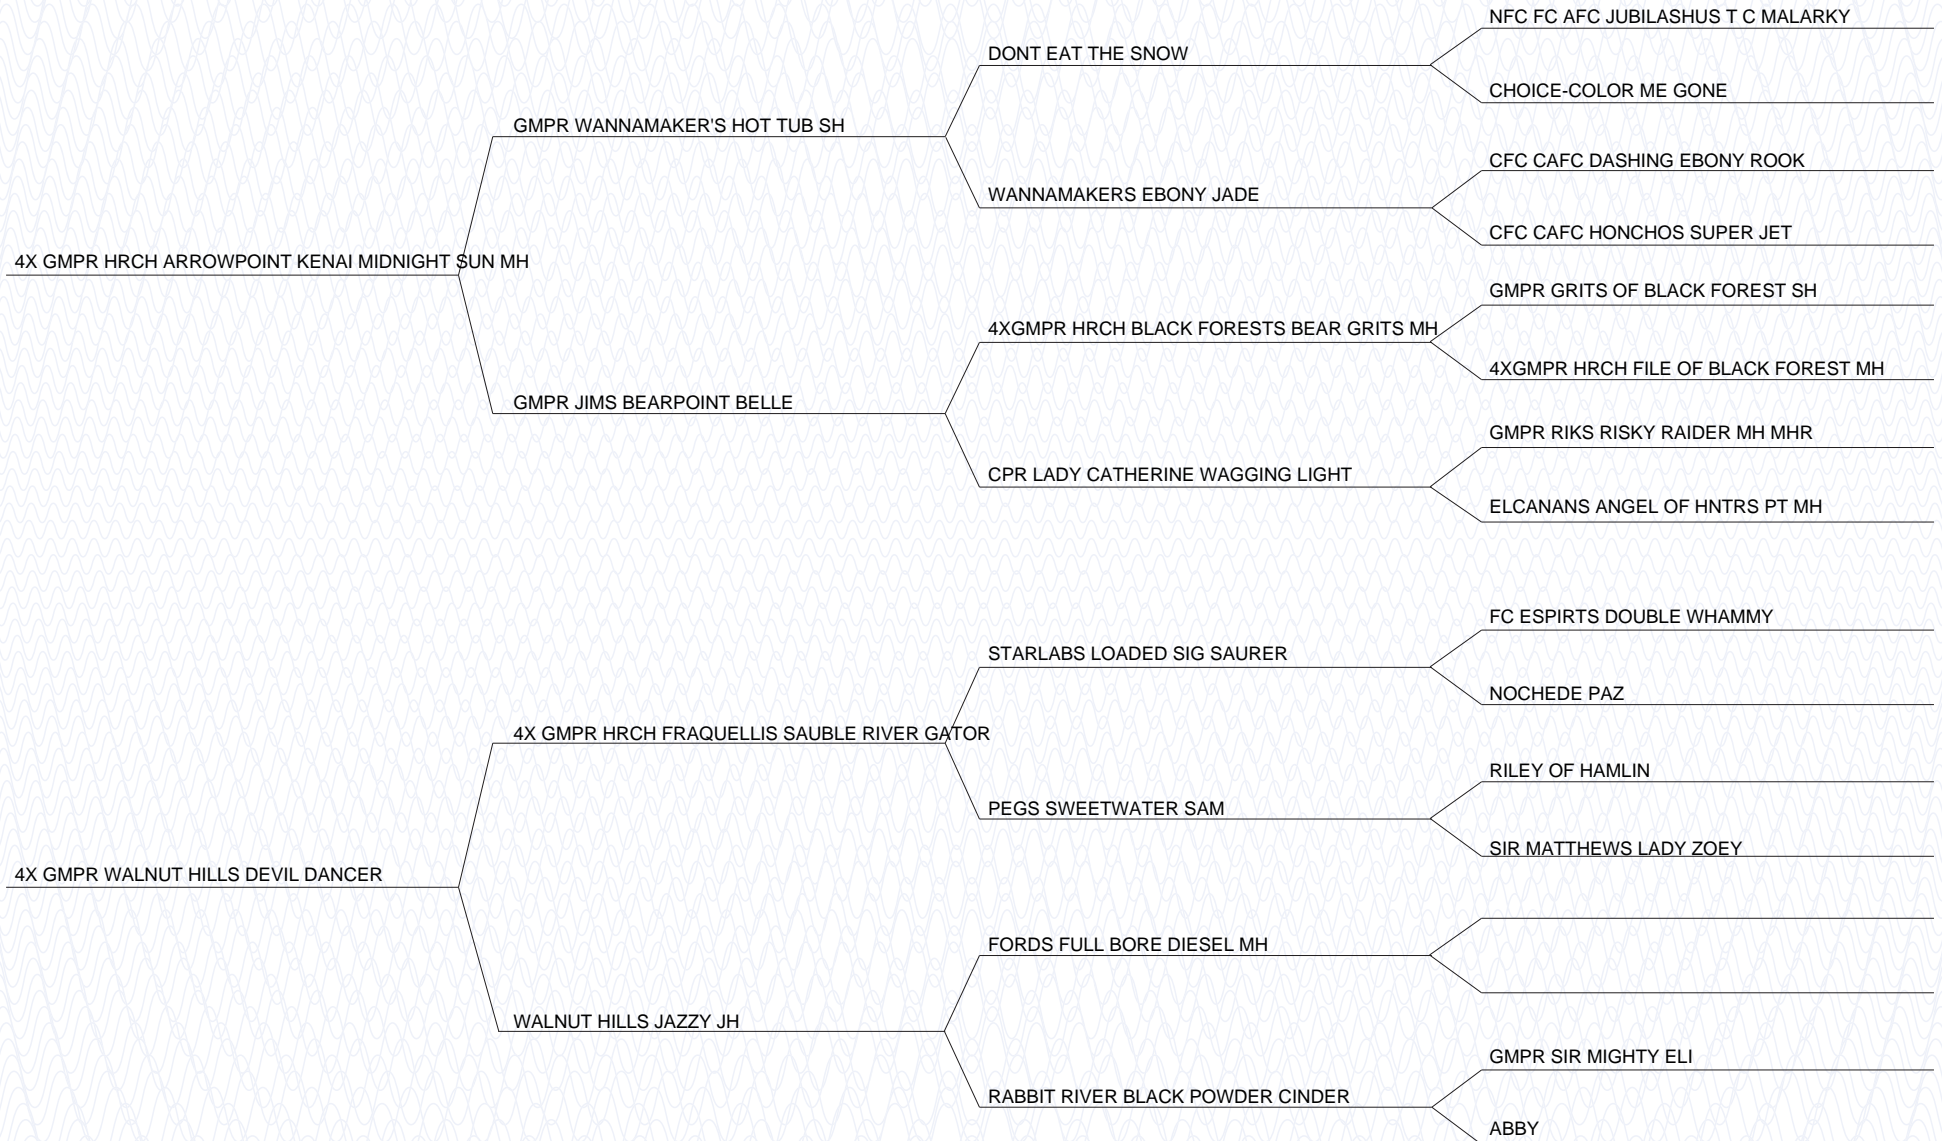 NFC FC AFC JUBILASHUS T C MALARKY
DONT EAT THE SNOW
CHOICE-COLOR ME GONE
GMPR WANNAMAKER'S HOT TUB SH
CFC CAFC DASHING EBONY ROOK
WANNAMAKERS EBONY JADE
CFC CAFC HONCHOS SUPER JET
4X GMPR HRCH ARROWPOINT KENAI MIDNIGHT SUN MH
GMPR GRITS OF BLACK FOREST SH
4XGMPR HRCH BLACK FORESTS BEAR GRITS MH
4XGMPR HRCH FILE OF BLACK FOREST MH
GMPR JIMS BEARPOINT BELLE
GMPR RIKS RISKY RAIDER MH MHR
CPR LADY CATHERINE WAGGING LIGHT
ELCANANS ANGEL OF HNTRS PT MH
FC ESPIRTS DOUBLE WHAMMY
STARLABS LOADED SIG SAURER
NOCHEDE PAZ
4X GMPR HRCH FRAQUELLIS SAUBLE RIVER GATOR
RILEY OF HAMLIN
PEGS SWEETWATER SAM
SIR MATTHEWS LADY ZOEY
4X GMPR WALNUT HILLS DEVIL DANCER
FORDS FULL BORE DIESEL MH
WALNUT HILLS JAZZY JH
GMPR SIR MIGHTY ELI
RABBIT RIVER BLACK POWDER CINDER
ABBY